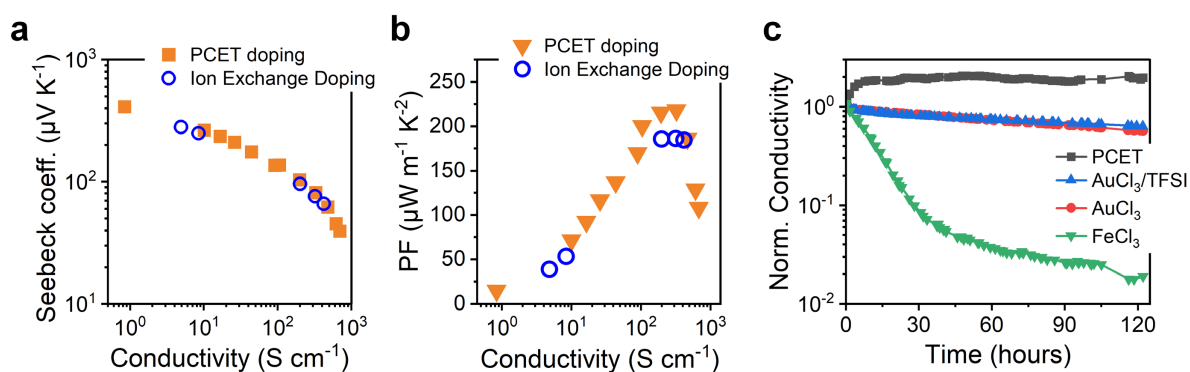 a
PCET doping
Ion Exchange Doping
Seebeck coeff. (µV K⁻¹)
10³
10²
10¹
10⁰
10¹
10²
10³
Conductivity (S cm⁻¹)
b
PCET doping
Ion Exchange Doping
PF (µW m⁻¹ K⁻²)
250
200
150
100
50
0
10⁰
10¹
10²
10³
Conductivity (S cm⁻¹)
c
Norm. Conductivity
10⁰
10⁻¹
10⁻²
PCET
AuCl₃/TFSI
AuCl₃
FeCl₃
0
30
60
90
120
Time (hours)